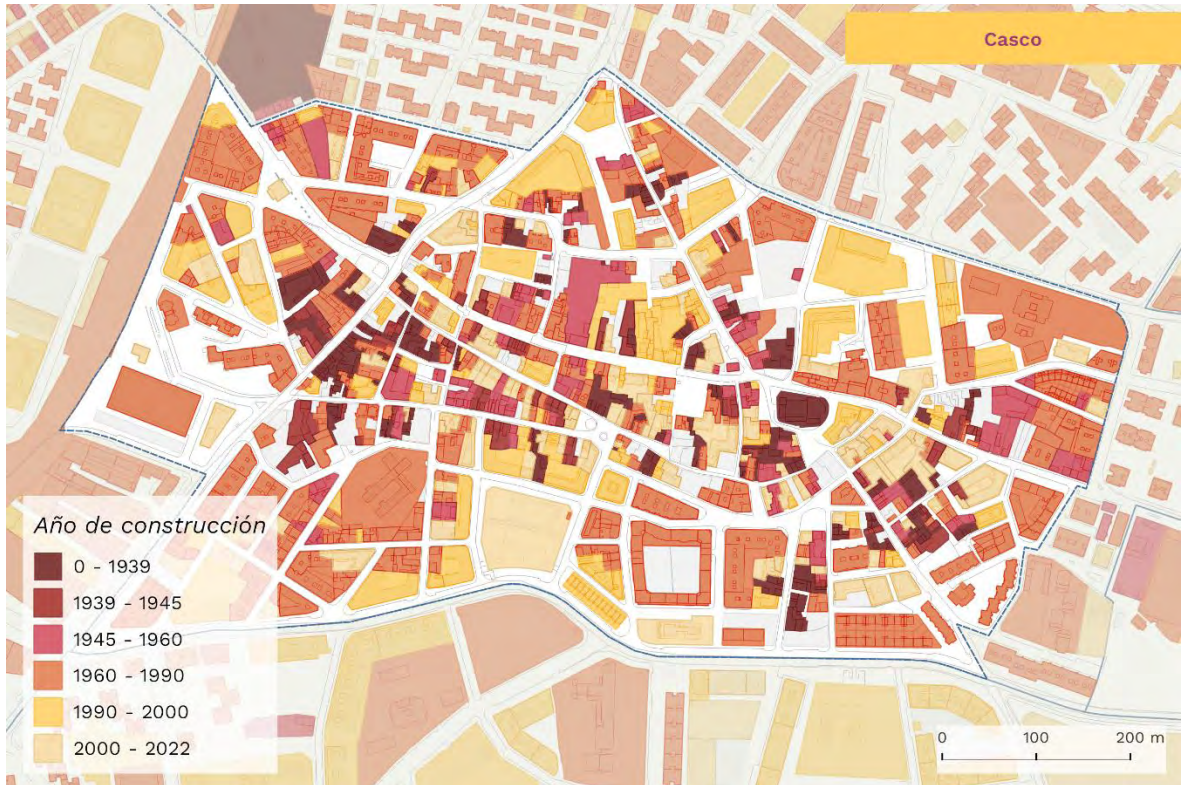 Casco
Año de construcción
0 - 1939
1939 - 1945
1945 - 1960
1960 - 1990
1990 - 2000
2000 - 2022
0 100 200 m